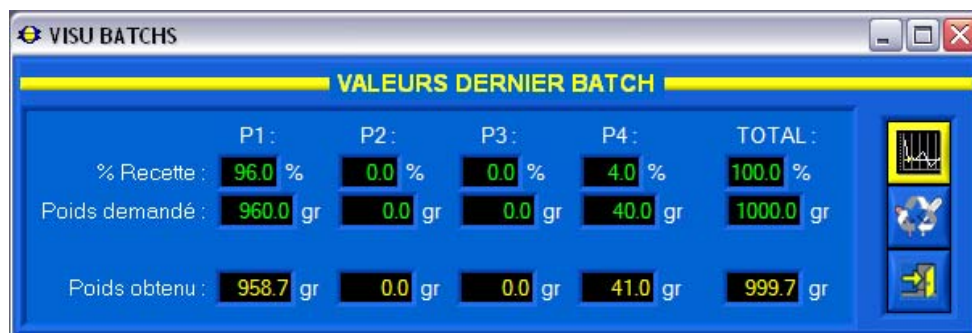 VISU BATCHS
VALEURS DERNIER BATCH
P1 : P2 : P3 : P4 : TOTAL :
% Recette : 96.0 % 0.0 % 0.0 % 4.0 % 100.0 %
Poids demandé : 960.0 gr 0.0 gr 0.0 gr 40.0 gr 1000.0 gr
Poids obtenu : 958.7 gr 0.0 gr 0.0 gr 41.0 gr 999.7 gr